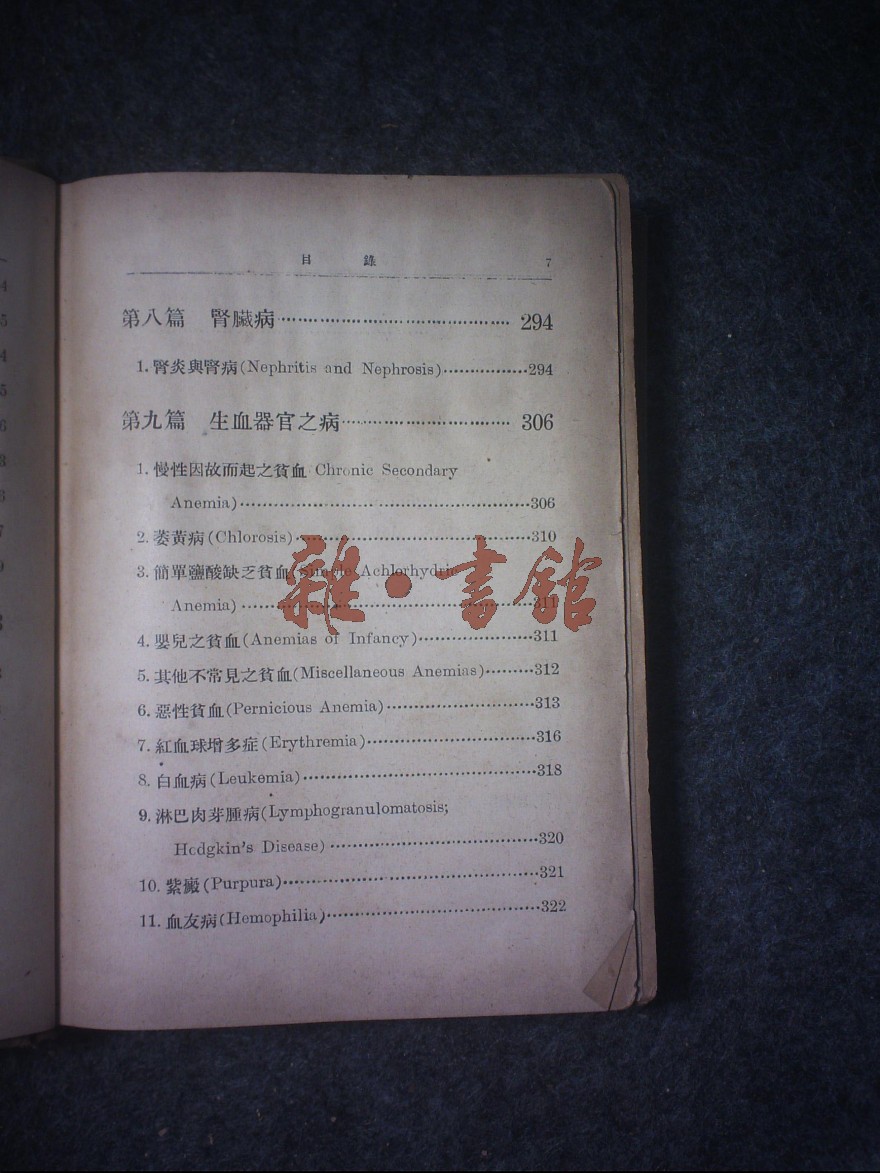 目 錄 7
第八篇 腎臟病 294
1. 腎炎與腎病(Nephritis and Nephrosis) 294
第九篇 生血器官之病 306
1. 慢性因故而起之貧血 Chronic Secondary
Anemia) 306
2. 萎黃病(Chlorosis) 310
3. 簡單鹽酸缺乏貧血 Simple Achlorhydric
Anemia) 311
4. 嬰兒之貧血(Anemias of Infancy) 311
5. 其他不常見之貧血(Miscellaneous Anemias) 312
6. 惡性貧血(Pernicious Anemia) 313
7. 紅血球增多症(Erythremia) 316
8. 白血病(Leukemia) 318
9. 淋巴肉芽腫病(Lymphogranulomatosis;
Hodgkin's Disease) 320
10. 紫癜(Purpura) 321
11. 血友病(Hemophilia) 322
雜·書館